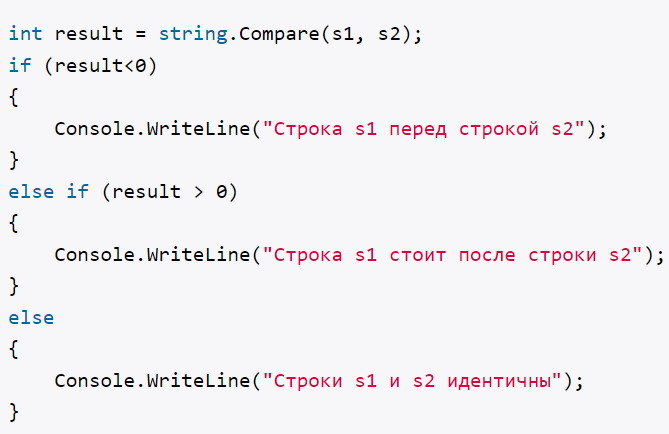 int result = string.Compare(s1, s2);
if (result<0)
{
    Console.WriteLine("Строка s1 перед строкой s2");
}
else if (result > 0)
{
    Console.WriteLine("Строка s1 стоит после строки s2");
}
else
{
    Console.WriteLine("Строки s1 и s2 идентичны");
}